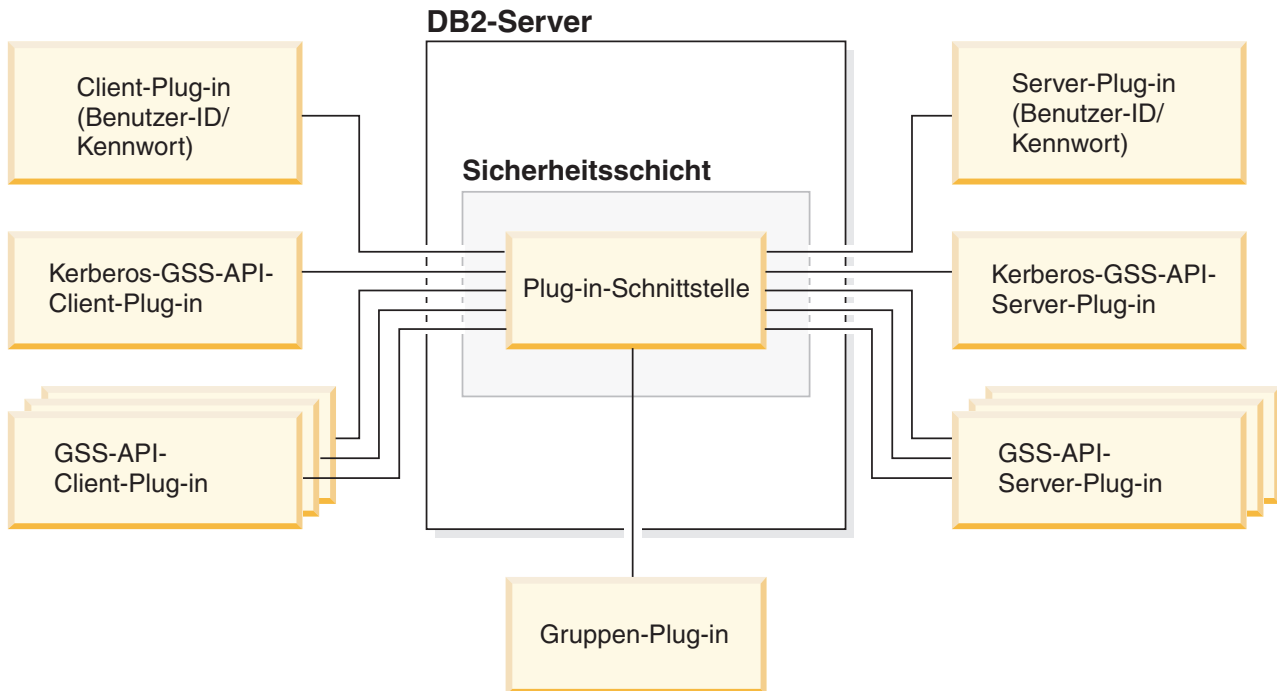 DB2-Server
Client-Plug-in
(Benutzer-ID/
Kennwort)
Server-Plug-in
(Benutzer-ID/
Kennwort)
Sicherheitsschicht
Kerberos-GSS-API-
Client-Plug-in
Plug-in-Schnittstelle
Kerberos-GSS-API-
Server-Plug-in
GSS-API-
Client-Plug-in
GSS-API-
Server-Plug-in
Gruppen-Plug-in